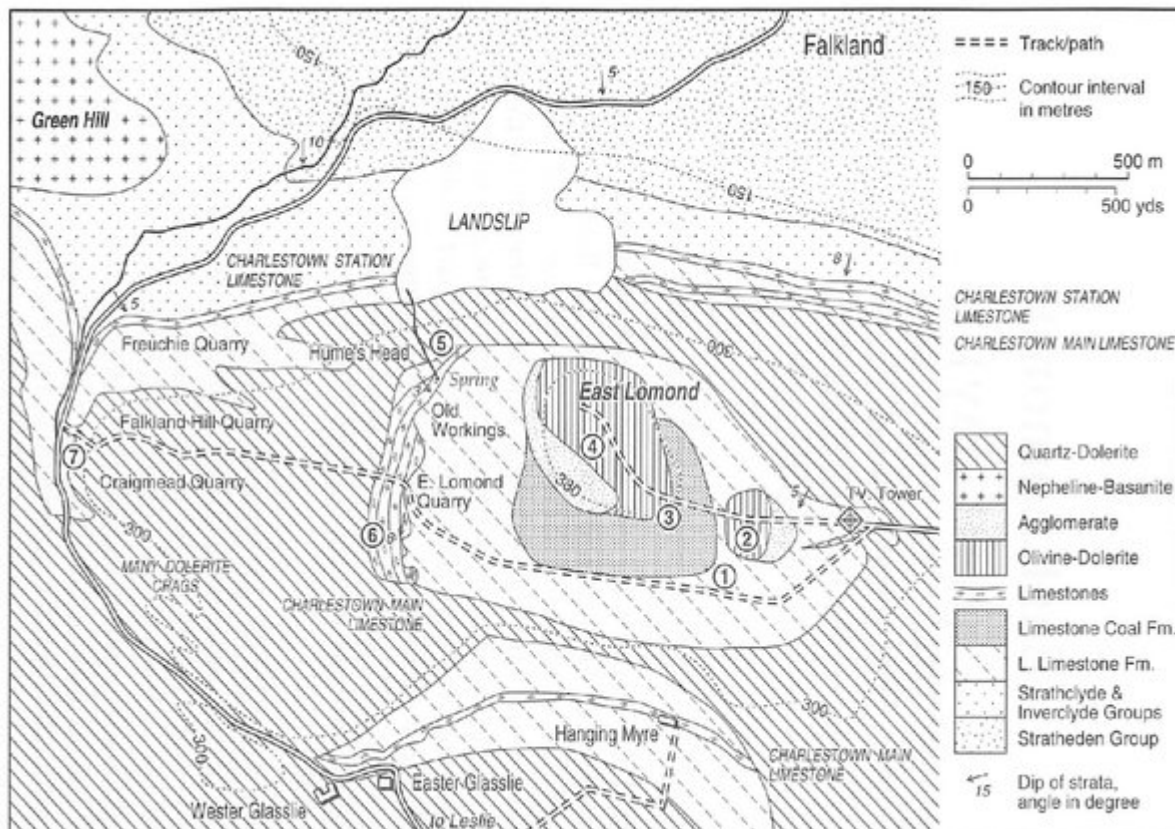 Falkland
150
5
Green Hill
10
LANDSLIP
150
8
CHARLESTOWN STATION
LIMESTONE
5
Freuchie Quarry
Hume's Head
5
300
Spring
East Lomond
Falkland Hill Quarry
Old
Workings
4
7
Craigmead Quarry
E. Lomond
Quarry
380
5
T.V. Tower
3
2
300
6
8
1
MANY DOLERITE
CRAGS
CHARLESTOWN MAIN
LIMESTONE
300
300
Hanging Myre
CHARLESTOWN MAIN
LIMESTONE
Easter Glasslie
Wester Glasslie
to Leslie
Track/path
150
Contour interval
in metres
0 500 m
0 500 yds
CHARLESTOWN STATION
LIMESTONE
CHARLESTOWN MAIN LIMESTONE
Quartz-Dolerite
Nepheline-Basanite
Agglomerate
Olivine-Dolerite
Limestones
Limestone Coal Fm.
L. Limestone Fm.
Strathclyde &
Inverclyde Groups
Stratheden Group
15
Dip of strata,
angle in degree